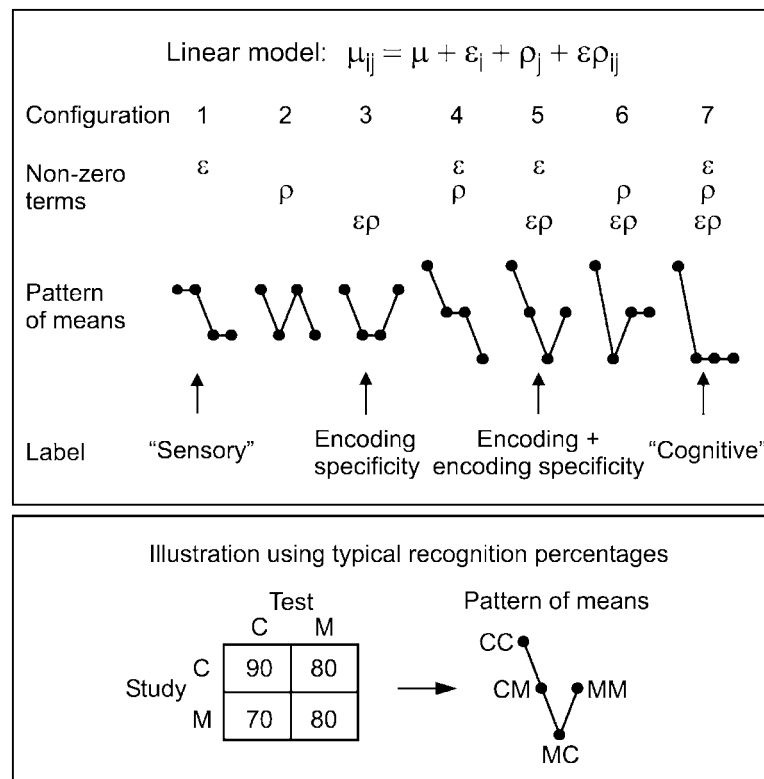 Linear model: μij = μ + εi + ρj + ερij
Configuration 1 2 3 4 5 6 7
Non-zero terms
ε ε ε ε
ρ ρ ρ ρ
ερ ερ ερ ερ
Pattern
of means
Label
“Sensory”
Encoding
specificity
Encoding +
encoding specificity
“Cognitive”
Illustration using typical recognition percentages
Test
C M
Study
C 90 80
M 70 80
Pattern of means
CC
CM MM
MC